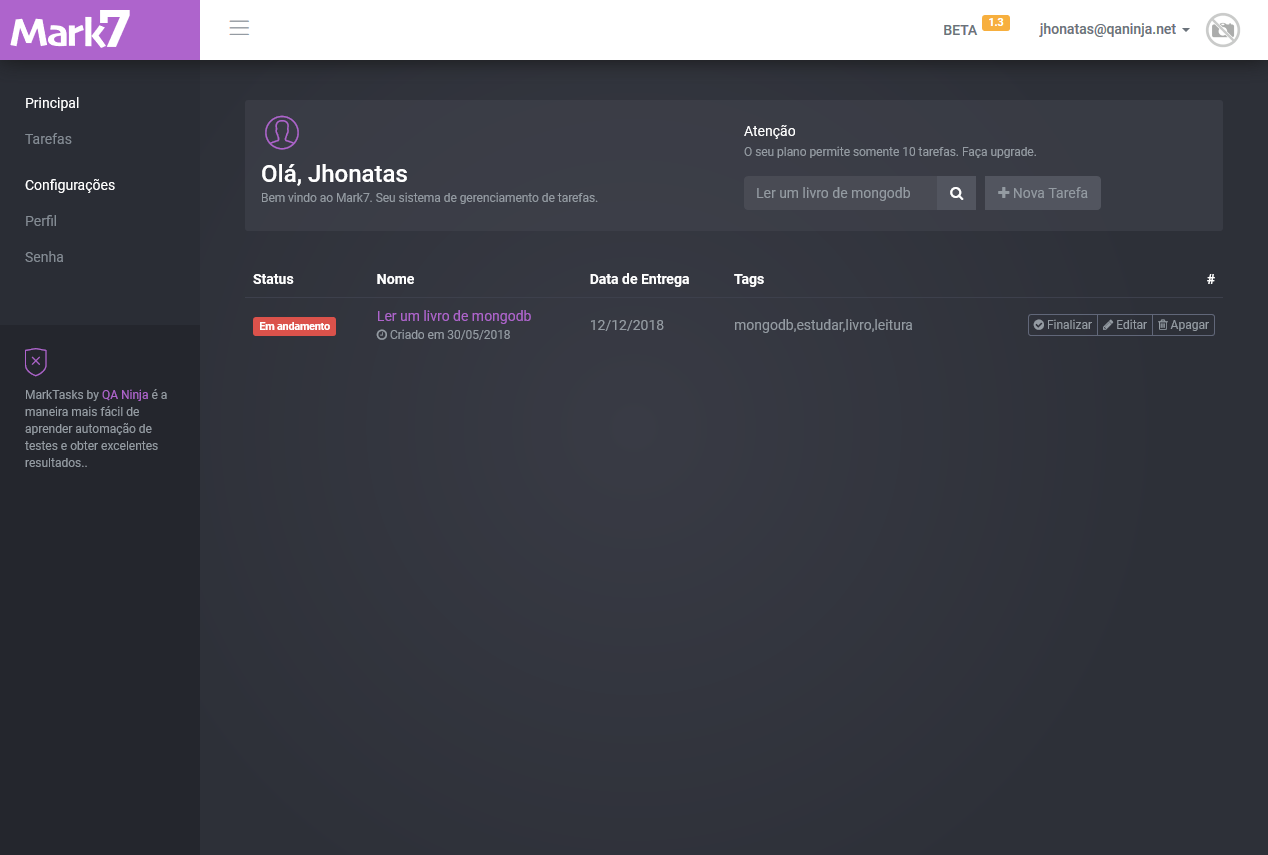 Mark7
BETA 1.3
jhonatas@qaninja.net
Principal
Tarefas
Configurações
Perfil
Senha
MarkTasks by QA Ninja é a
maneira mais fácil de
aprender automação de
testes e obter excelentes
resultados..
Olá, Jhonatas
Bem vindo ao Mark7. Seu sistema de gerenciamento de tarefas.
Atenção
O seu plano permite somente 10 tarefas. Faça upgrade.
Ler um livro de mongodb
Nova Tarefa
Status Nome Data de Entrega Tags #
Em andamento
Ler um livro de mongodb
Criado em 30/05/2018
12/12/2018
mongodb,estudar,livro,leitura
Finalizar Editar Apagar